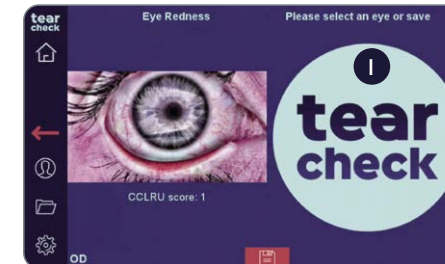 tear
check
Eye Redness
Please select an eye or save
I
tear
check
CCLRU score: 1
OD